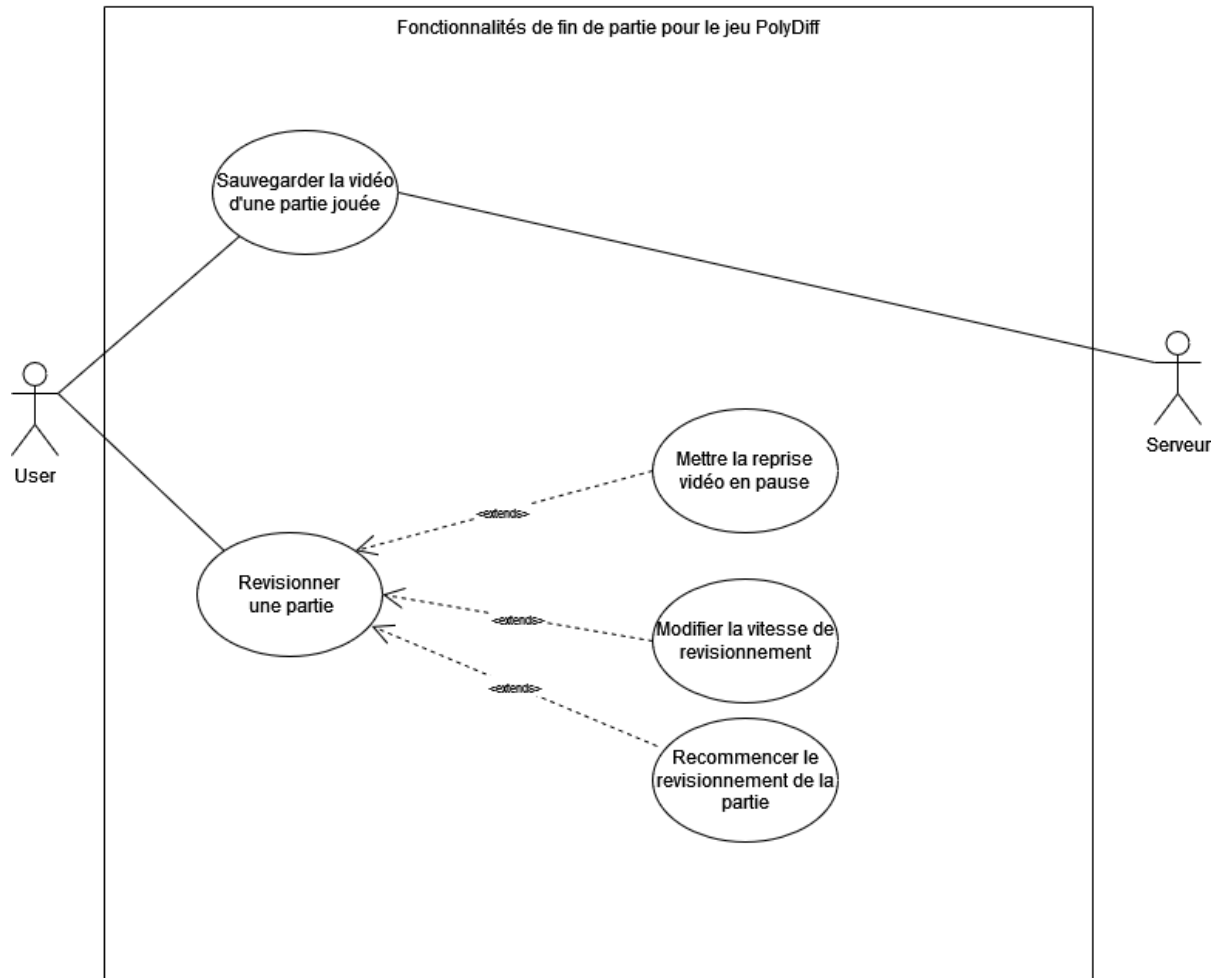 Fonctionnalités de fin de partie pour le jeu PolyDiff
Sauvegarder la vidéo
d'une partie jouée
User
Serveur
Mettre la reprise
vidéo en pause
<extends>
Revisionner
une partie
<extends>
Modifier la vitesse de
revisionnement
<extends>
Recommencer le
revisionnement de la
partie